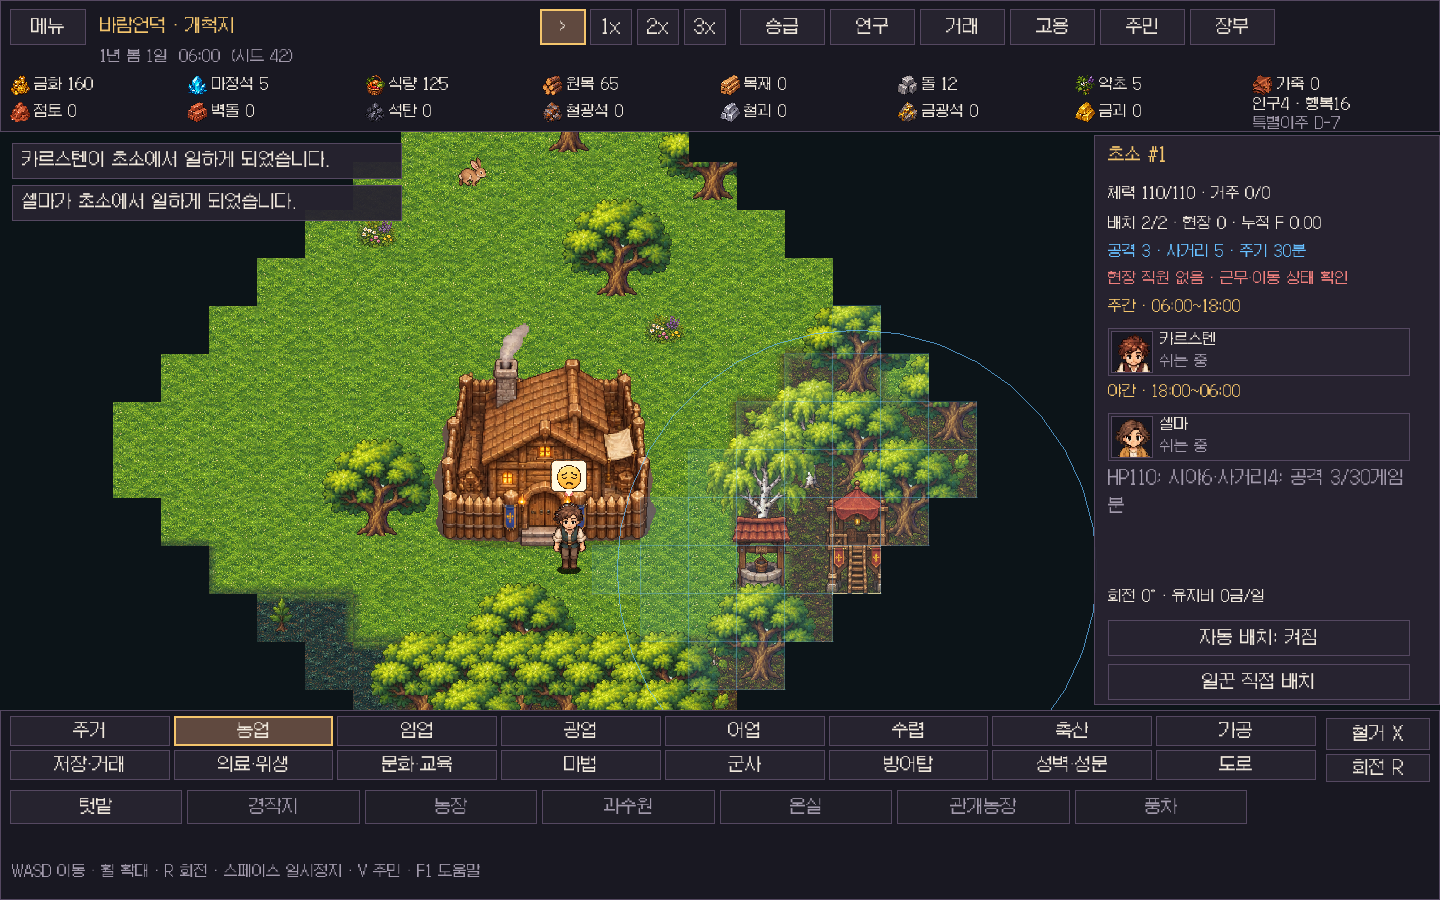 메뉴
바람언덕 · 개척지
1년 봄 1일 06:00 (시드 42)
> 1x 2x 3x
승급 연구 거래 고용 주민 장부
금화 160 마정석 5 식량 125 원목 65 목재 0 돌 12 약초 5 가죽 0
점토 0 벽돌 0 석탄 0 철광석 0 철괴 0 금광석 0 금괴 0
인구4 · 행복16
특별이주 D-7
카르스텐이 초소에서 일하게 되었습니다.
셀마가 초소에서 일하게 되었습니다.
초소 #1
체력 110/110 · 거주 0/0
배치 2/2 · 현장 0 · 누적 F 0.00
공격 3 · 사거리 5 · 주기 30분
현장 직원 없음 · 근무·이동 상태 확인
주간 · 06:00~18:00
카르스텐
쉬는 중
야간 · 18:00~06:00
셀마
쉬는 중
HP110; 시야6·사거리4; 공격 3/30게임
분
회전 0° · 유지비 0금/일
자동 배치: 켜짐
일꾼 직접 배치
주거 농업 임업 광업 어업 수렵 축산 가공 철거 X
저장·거래 의료·위생 문화·교육 마법 군사 방어탑 성벽·성문 도로 회전 R
텃밭 경작지 농장 과수원 온실 관개농장 풍차
WASD 이동 · 휠 확대 · R 회전 · 스페이스 일시정지 · V 주민 · F1 도움말